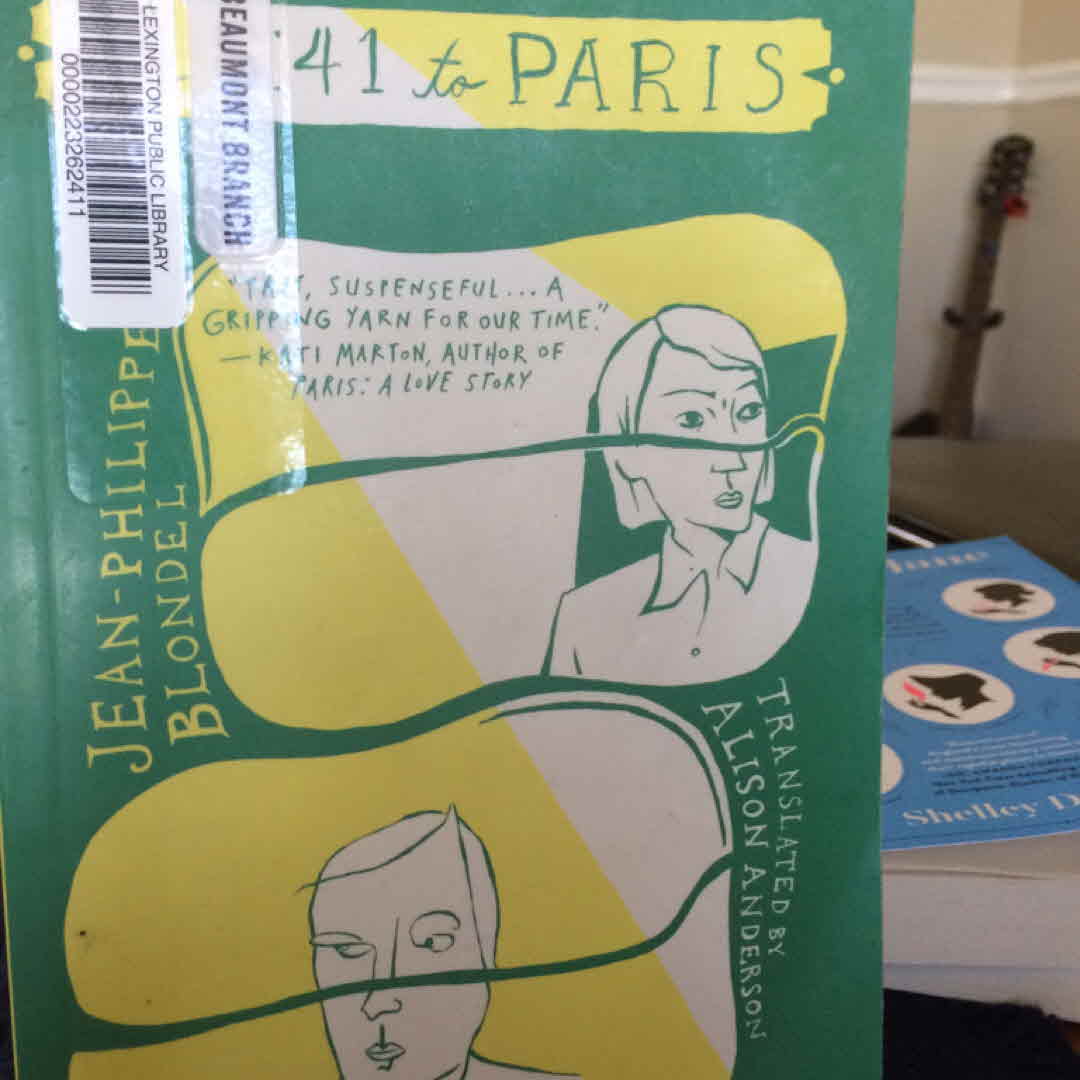 :41 to PARIS
LEXINGTON PUBLIC LIBRARY
0000223262411
BEAUMONT BRANCH
"TAUT, SUSPENSEFUL... A
GRIPPING YARN FOR OUR TIME."
—KATI MARTON, AUTHOR OF
PARIS: A LOVE STORY
JEAN-PHILIPPE
BLONDEL
TRANSLATED BY
ALISON ANDERSON
Shelley D